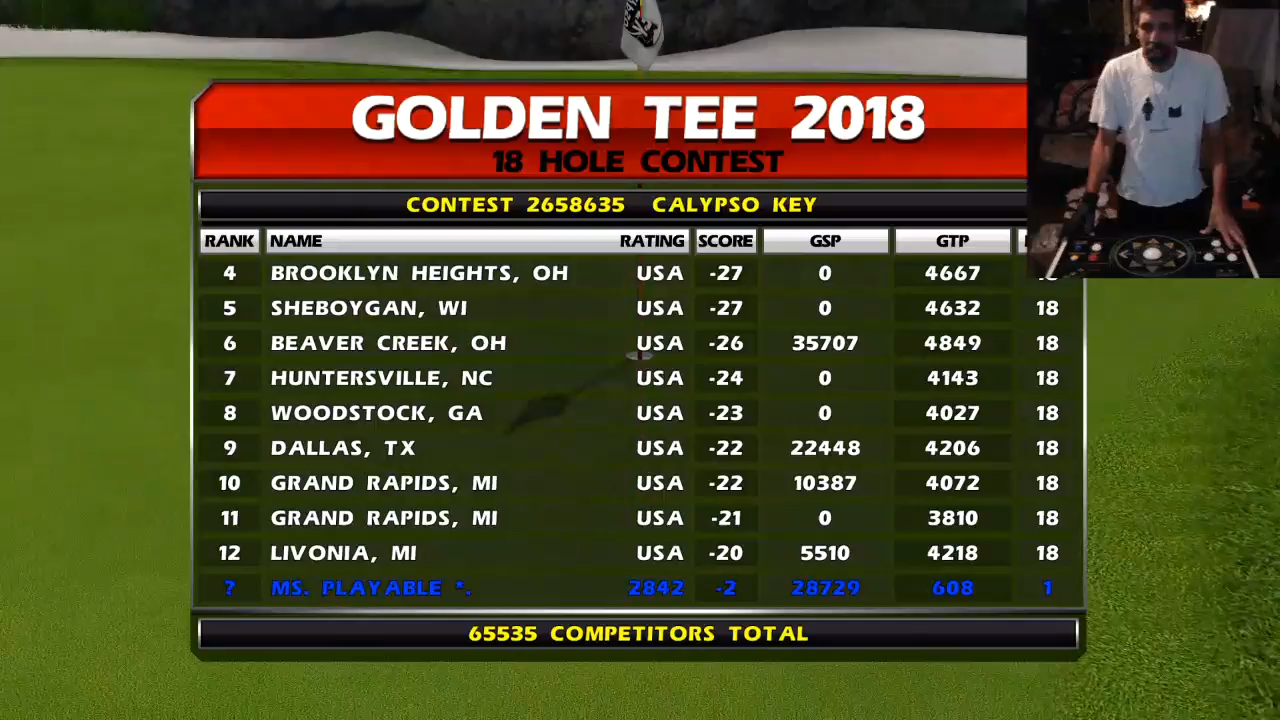 GOLDEN TEE 2018
18 HOLE CONTEST
CONTEST 2658635 CALYPSO KEY
RANK NAME RATING SCORE GSP GTP
4 BROOKLYN HEIGHTS, OH USA -27 0 4667
5 SHEBOYGAN, WI USA -27 0 4632 18
6 BEAVER CREEK, OH USA -26 35707 4849 18
7 HUNTERSVILLE, NC USA -24 0 4143 18
8 WOODSTOCK, GA USA -23 0 4027 18
9 DALLAS, TX USA -22 22448 4206 18
10 GRAND RAPIDS, MI USA -22 10387 4072 18
11 GRAND RAPIDS, MI USA -21 0 3810 18
12 LIVONIA, MI USA -20 5510 4218 18
? MS. PLAYABLE *. 2842 -2 28729 608 1
65535 COMPETITORS TOTAL